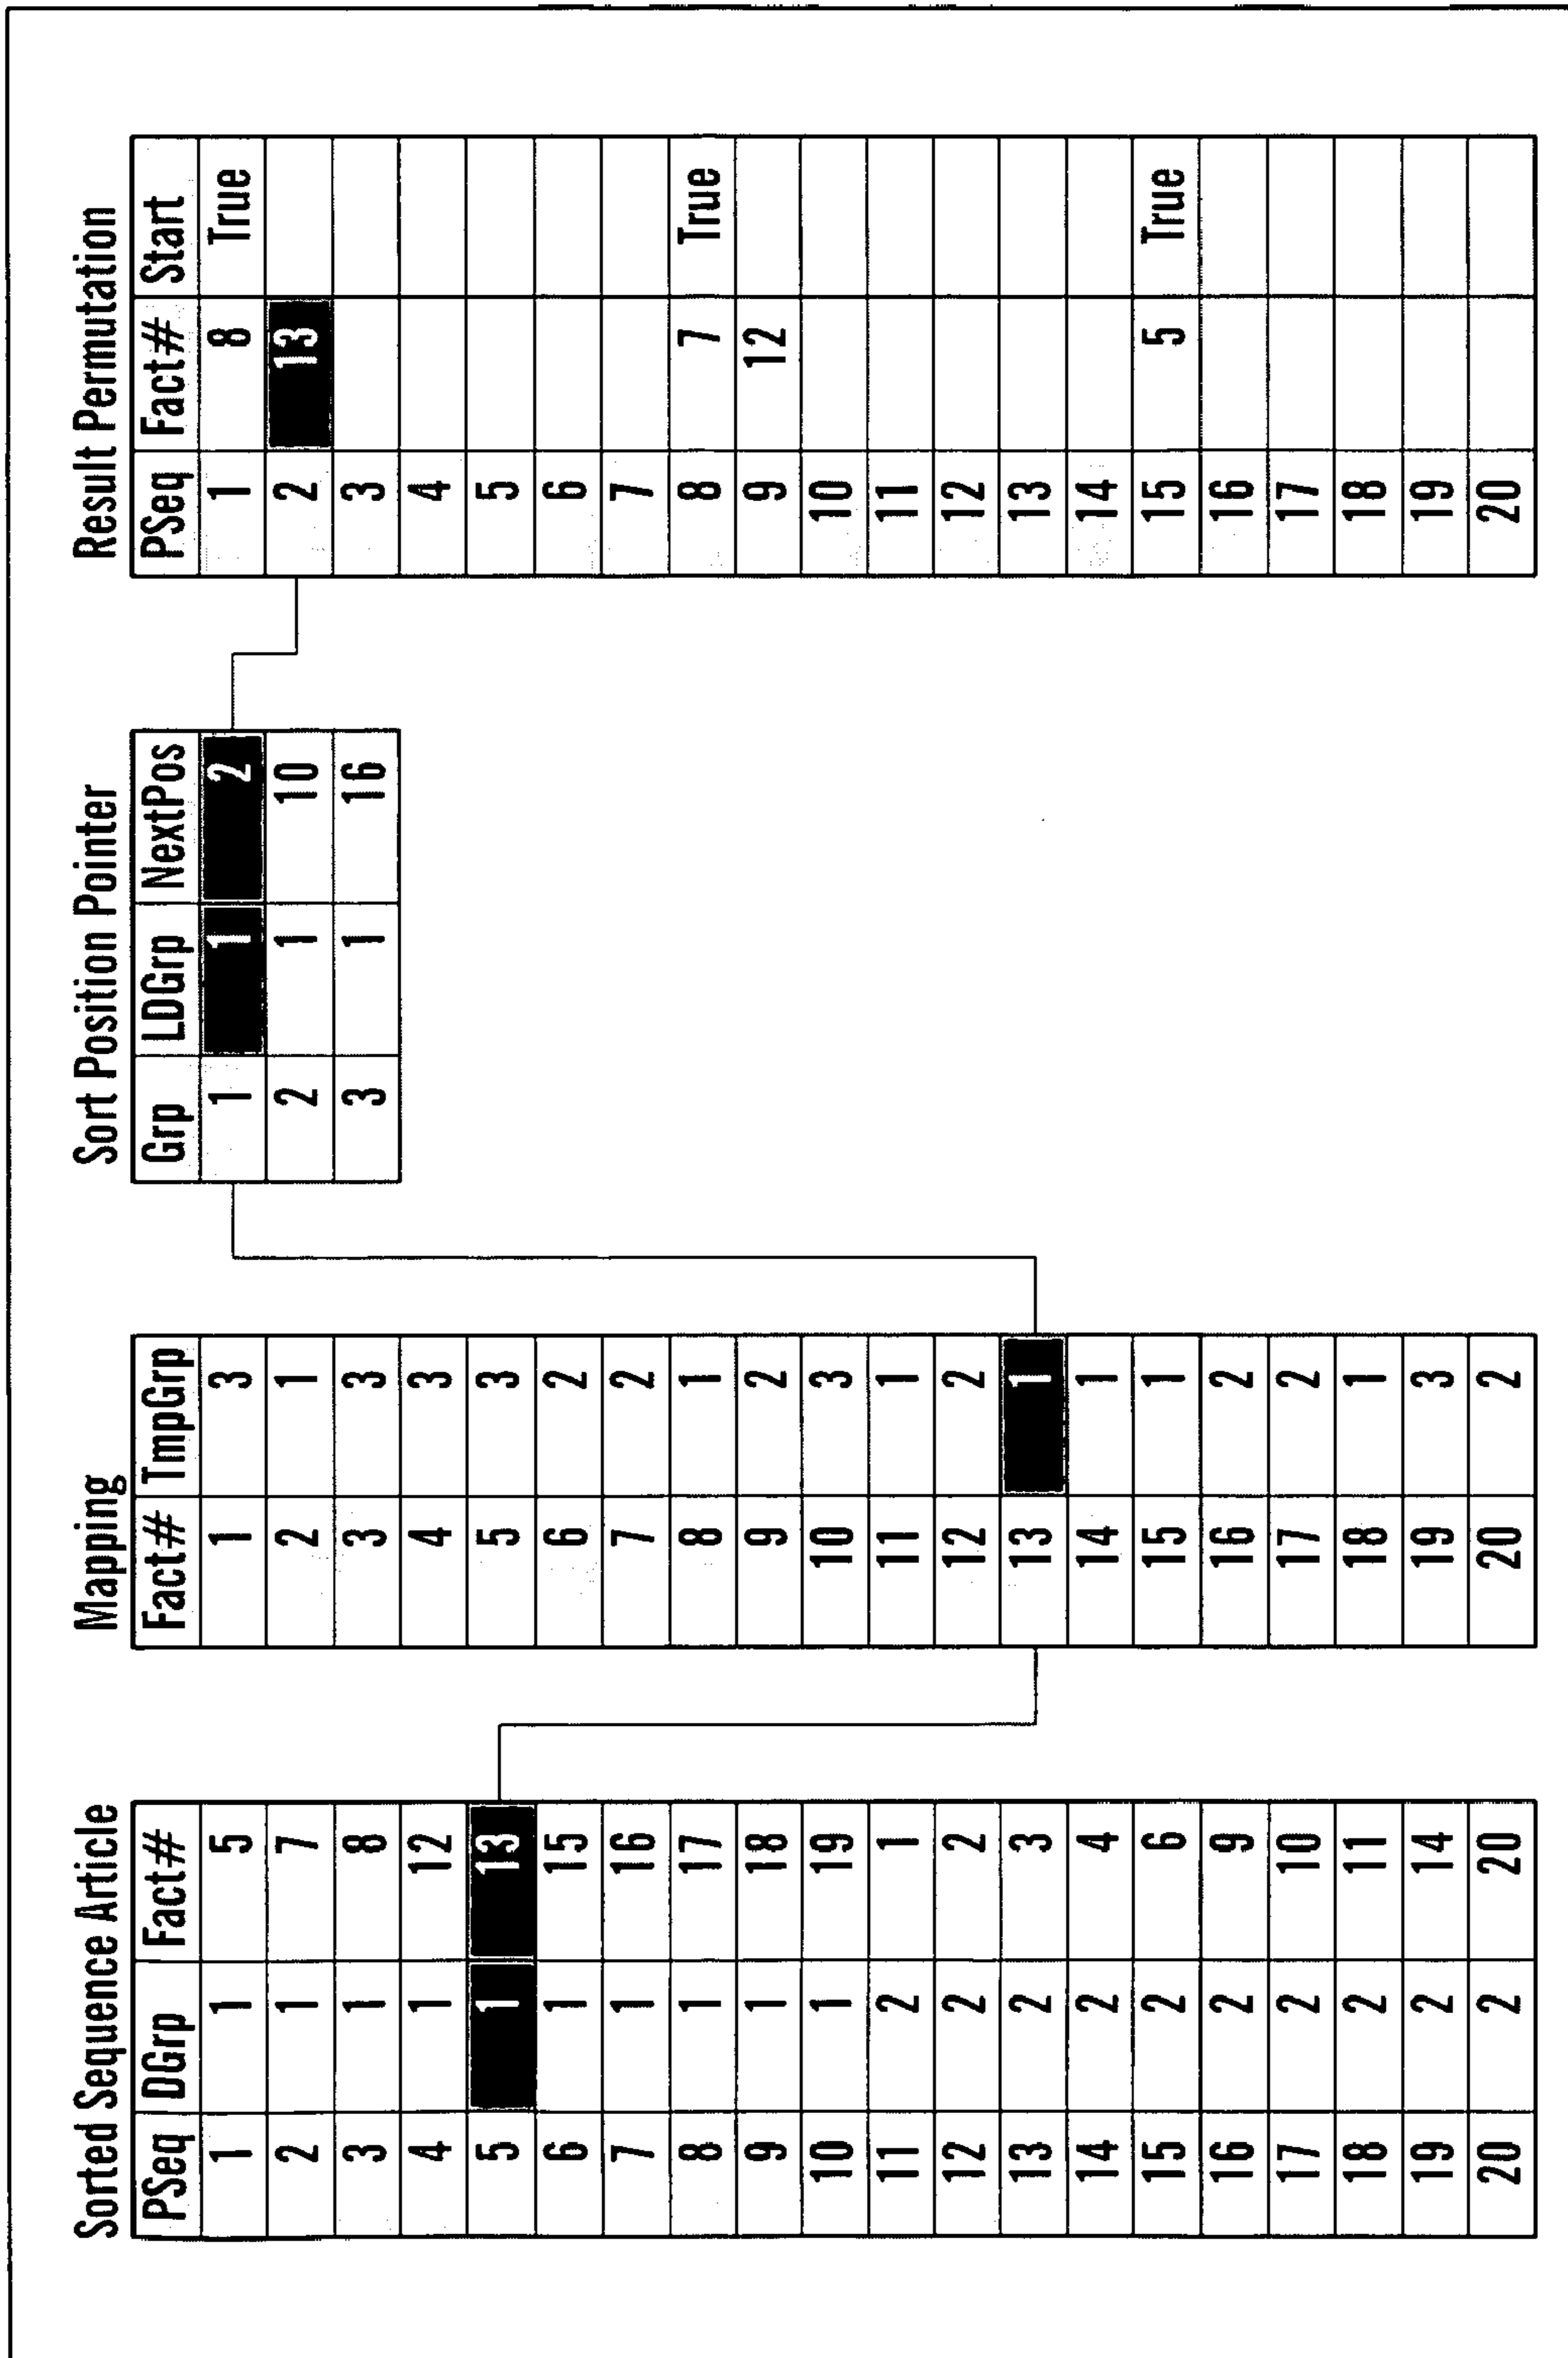 Sorted Sequence Article
PSeq DGrp Fact#
1 1 5
2 1 7
3 1 8
4 1 12
5 1 13
6 1 15
7 1 16
8 1 17
9 1 18
10 1 19
11 2 1
12 2 2
13 2 3
14 2 4
15 2 6
16 2 9
17 2 10
18 2 11
19 2 14
20 2 20
Mapping
Fact# TmpGrp
1 3
2 1
3 3
4 3
5 3
6 2
7 2
8 1
9 2
10 3
11 1
12 2
13 1
14 1
15 1
16 2
17 2
18 1
19 3
20 2
Sort Position Pointer
Grp LDGrp NextPos
1 1 2
2 1 10
3 1 16
Result Permutation
PSeq Fact# Start
1 8 True
2 13
3
4
5
6
7
8 7 True
9 12
10
11
12
13
14
15 5 True
16
17
18
19
20